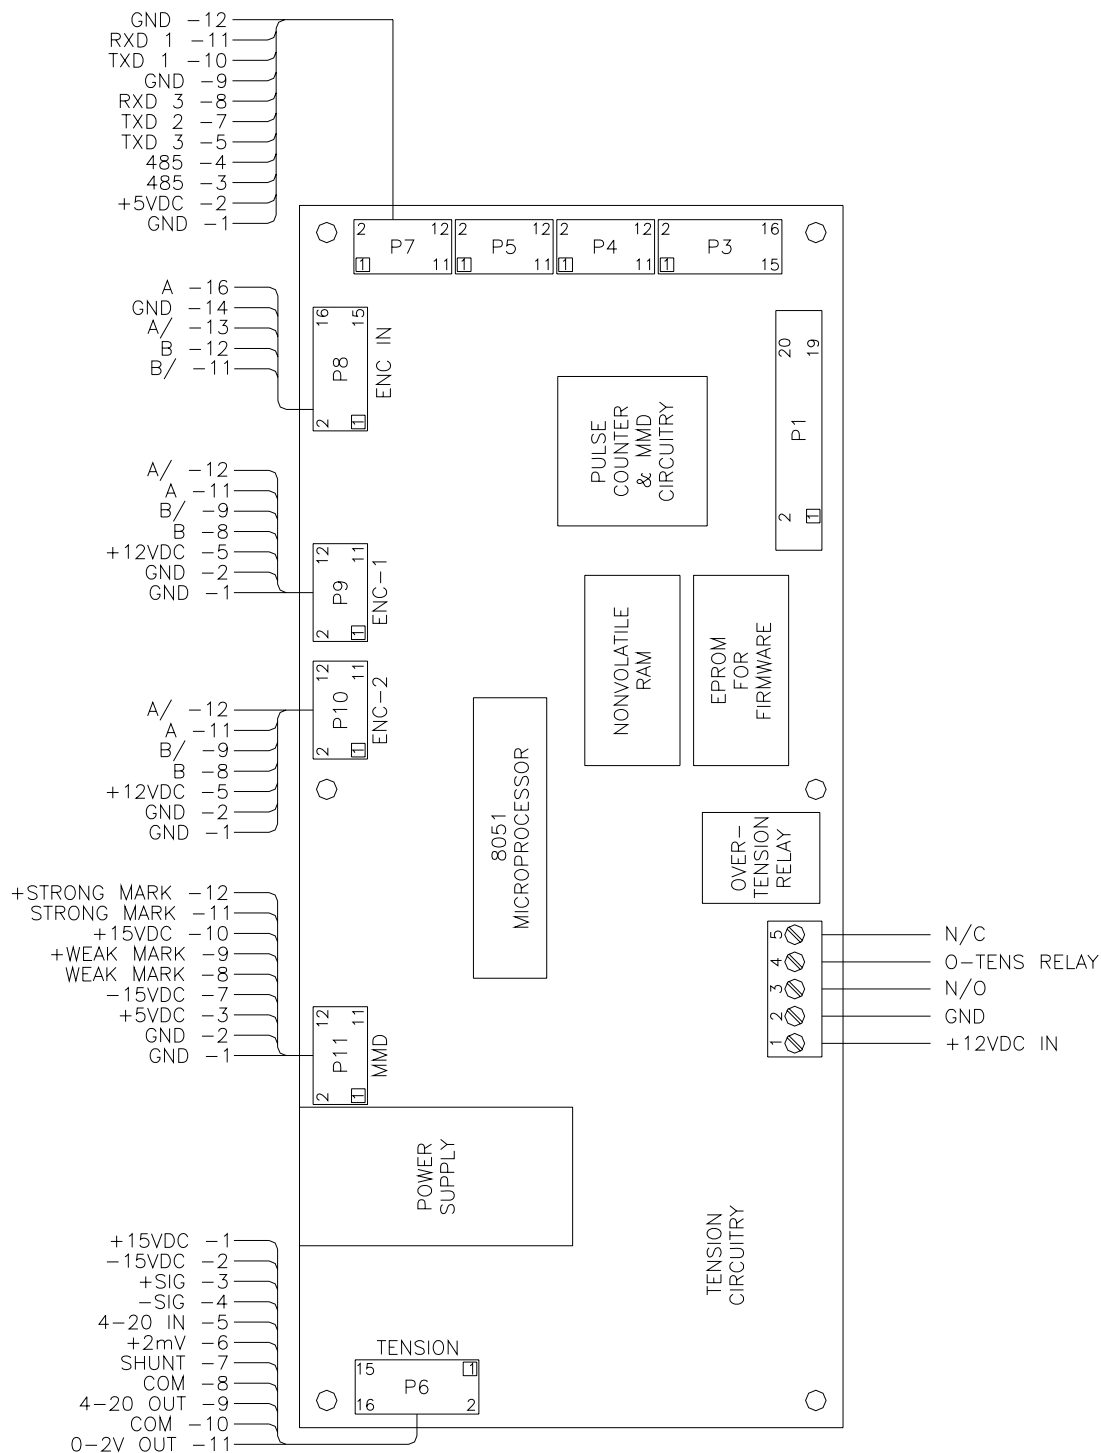 GND -12
RXD 1 -11
TXD 1 -10
GND -9
RXD 3 -8
TXD 2 -7
TXD 3 -5
485 -4
485 -3
+5VDC -2
GND -1
2 12
P7
1 11
2 12
P5
1 11
2 12
P4
1 11
2 16
P3
1 15
A -16
GND -14
A/ -13
B -12
B/ -11
16 15
P8
2 1
ENC IN
20 19
P1
2 1
PULSE
COUNTER
& MMD
CIRCUITRY
A/ -12
A -11
B/ -9
B -8
+12VDC -5
GND -2
GND -1
12 11
P9
2 1
ENC-1
NONVOLATILE
RAM
EPROM
FOR
FIRMWARE
12 11
P10
2 1
ENC-2
A/ -12
A -11
B/ -9
B -8
+12VDC -5
GND -2
GND -1
8051
MICROPROCESSOR
OVER-
TENSION
RELAY
+STRONG MARK -12
STRONG MARK -11
+15VDC -10
+WEAK MARK -9
WEAK MARK -8
-15VDC -7
+5VDC -3
GND -2
GND -1
12 11
P11
2 1
MMD
5 N/C
4 O-TENS RELAY
3 N/O
2 GND
1 +12VDC IN
POWER
SUPPLY
TENSION
CIRCUITRY
+15VDC -1
-15VDC -2
+SIG -3
-SIG -4
4-20 IN -5
+2mV -6
SHUNT -7
COM -8
4-20 OUT -9
COM -10
0-2V OUT -11
TENSION
15 1
P6
16 2